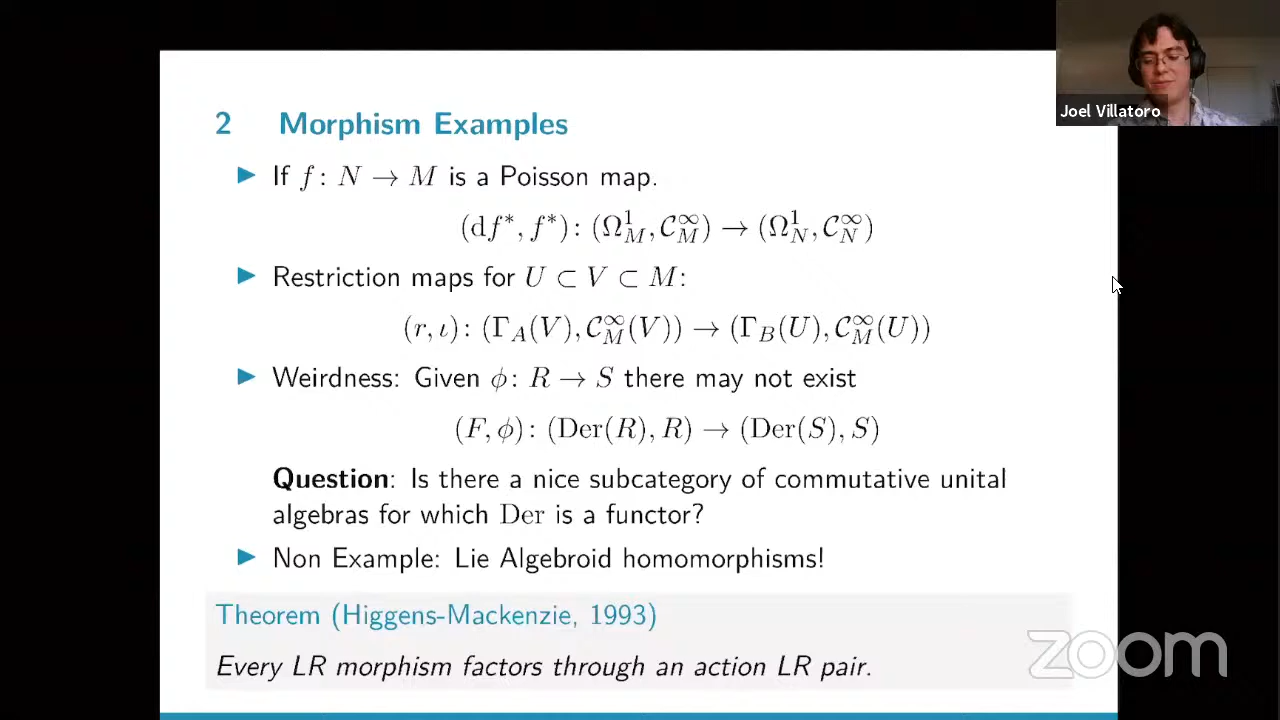 Joel Villatoro
2 Morphism Examples
▶ If f : N → M is a Poisson map.
(df*, f*) : (Ω¹_M, C^∞_M) → (Ω¹_N, C^∞_N)
▶ Restriction maps for U ⊂ V ⊂ M:
(r, ι) : (Γ_A(V), C^∞_M(V)) → (Γ_B(U), C^∞_M(U))
▶ Weirdness: Given ϕ : R → S there may not exist
(F, ϕ) : (Der(R), R) → (Der(S), S)
Question: Is there a nice subcategory of commutative unital
algebras for which Der is a functor?
▶ Non Example: Lie Algebroid homomorphisms!
Theorem (Higgens-Mackenzie, 1993)
Every LR morphism factors through an action LR pair.
zoom